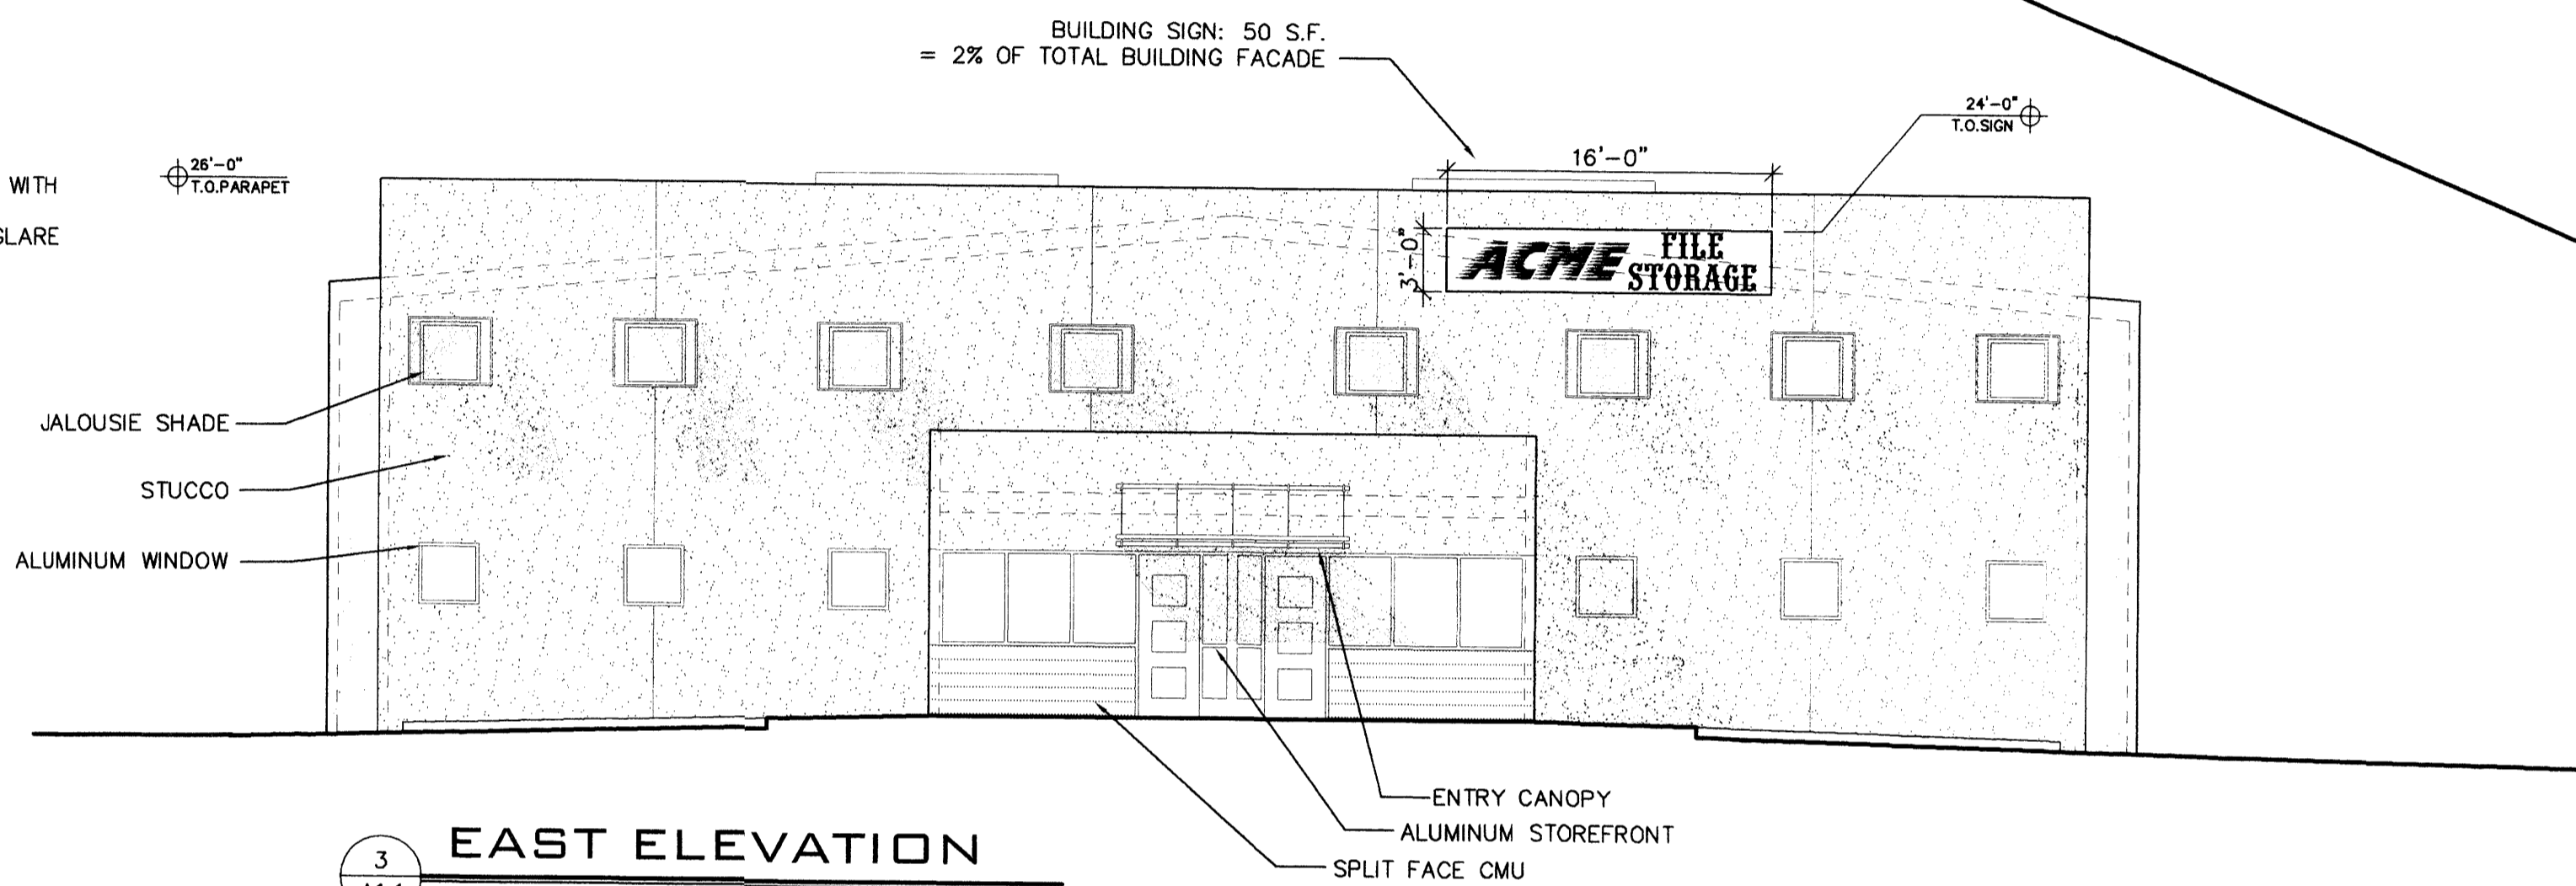 BUILDING SIGN: 50 S.F.
= 2% OF TOTAL BUILDING FACADE
24'-0"
T.O.SIGN
16'-0"
26'-0"
T.O.PARAPET
WITH
GLARE
3'-0"
ACME FILE
STORAGE
JALOUSIE SHADE
STUCCO
ALUMINUM WINDOW
ENTRY CANOPY
ALUMINUM STOREFRONT
SPLIT FACE CMU
3
EAST ELEVATION